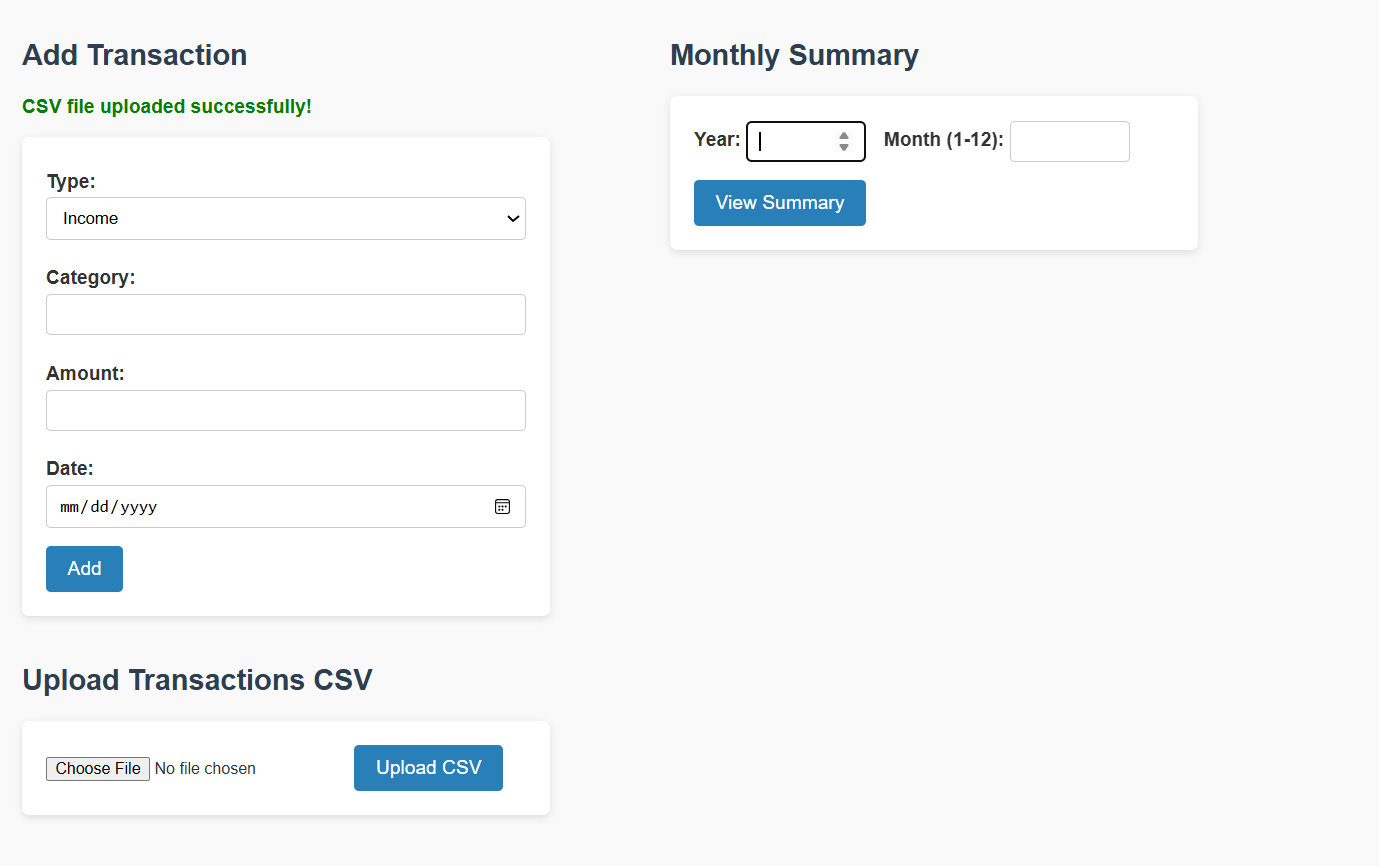 Add Transaction
CSV file uploaded successfully!
Type:
Income
Category:
Amount:
Date:
mm/dd/yyyy
Add
Upload Transactions CSV
Choose File No file chosen
Upload CSV
Monthly Summary
Year:
Month (1-12):
View Summary